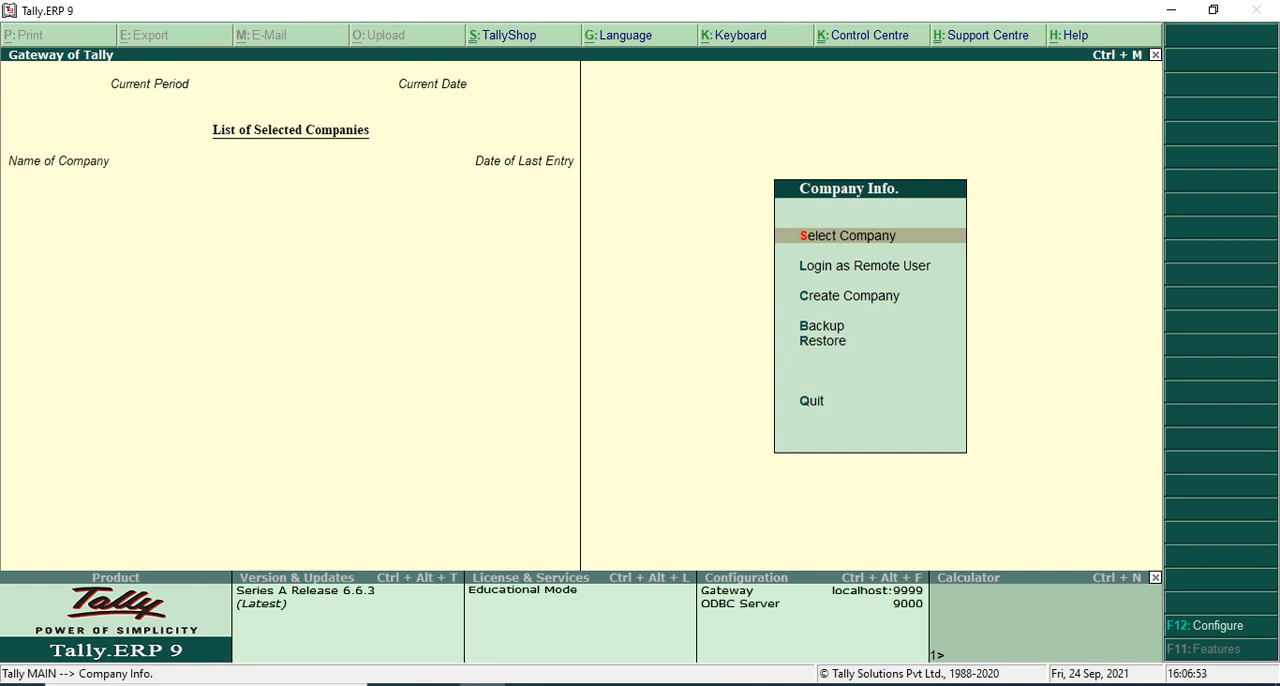 Tally.ERP 9
P: Print E: Export M: E-Mail O: Upload S: TallyShop G: Language K: Keyboard K: Control Centre H: Support Centre H: Help
Gateway of Tally Ctrl + M
Current Period Current Date
List of Selected Companies
Name of Company Date of Last Entry
Company Info.
Select Company
Login as Remote User
Create Company
Backup
Restore
Quit
Product Version & Updates Ctrl + Alt + T License & Services Ctrl + Alt + L Configuration Ctrl + Alt + F Calculator Ctrl + N
Tally
POWER OF SIMPLICITY
Tally.ERP 9
Series A Release 6.6.3
(Latest)
Educational Mode
Gateway localhost:9999
ODBC Server 9000
1>
F12: Configure
F11: Features
Tally MAIN --> Company Info. © Tally Solutions Pvt Ltd., 1988-2020 Fri, 24 Sep, 2021 16:06:53